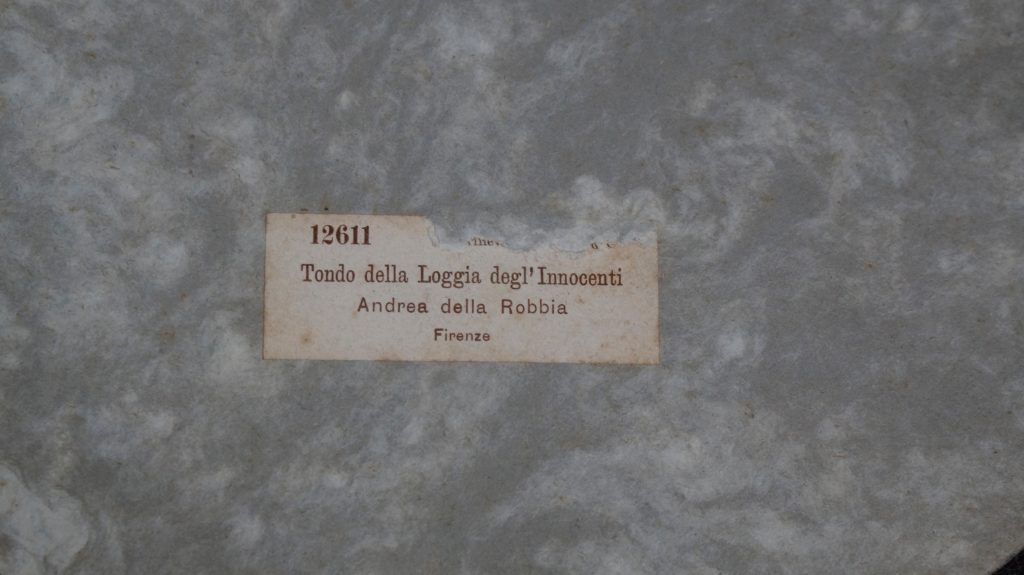 12611
Tondo della Loggia degl'Innocenti
Andrea della Robbia
Firenze